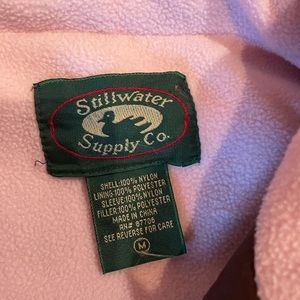 Stillwater
Supply Co.
SHELL:100% NYLON
LINING:100% POLYESTER
SLEEVE:100% NYLON
FILLER:100% POLYESTER
MADE IN CHINA
RN# 87705
SEE REVERSE FOR CARE
M